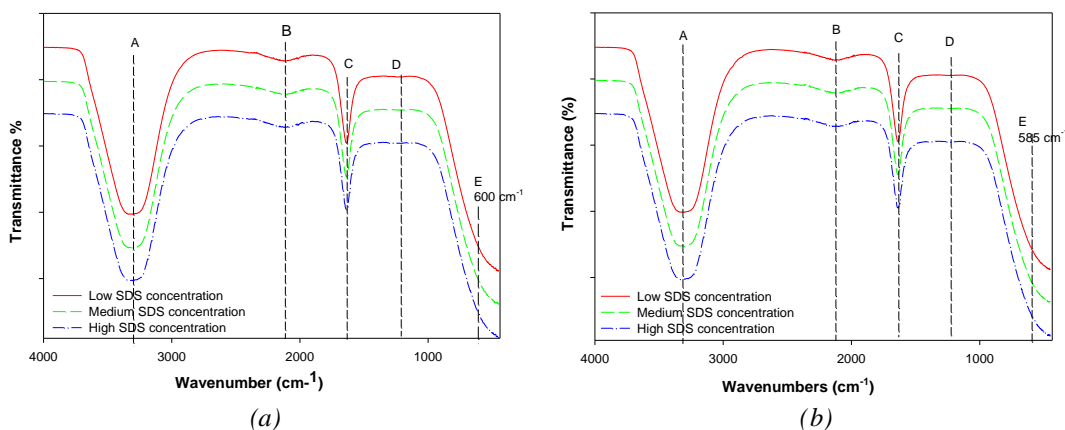 A
B
C
D
E
600 cm-1
Transmittance %
Low SDS concentration
Medium SDS concentration
High SDS concentration
4000
3000
2000
1000
Wavenumber (cm-1)
(a)
A
B
C
D
E
585 cm-
Transmittance (%)
Low SDS concentration
Medium SDS concentration
High SDS concentration
4000
3000
2000
1000
Wavenumbers (cm-1)
(b)